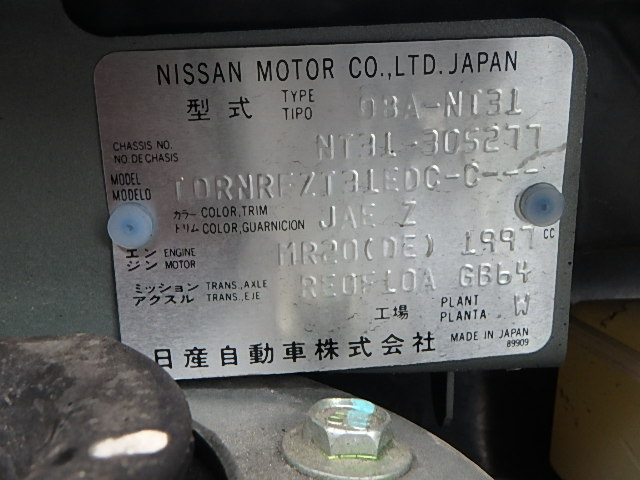 NISSAN MOTOR CO.,LTD. JAPAN
型式 TYPE TIPO DBA-NT31
CHASSIS NO. NO. DE CHASIS NT31-305277
MODEL MODELO TDRNRFZT31EDC-C---
カラー COLOR,TRIM トリム COLOR,GUARNICION JAE Z
エンジン ENGINE MOTOR MR20(DE) 1997 CC
ミッション TRANS.,AXLE アクスル TRANS.,EJE RE0F10A GB64
工場 PLANT PLANTA W
日産自動車株式会社 MADE IN JAPAN
89909